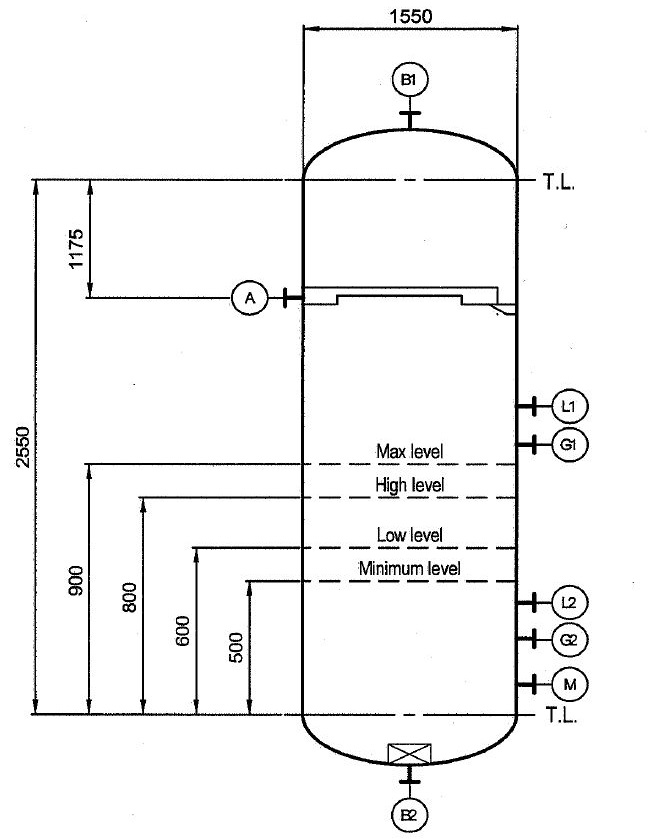 1550
B1
T.L.
1175
A
L1
G1
2550
Max level
High level
Low level
Minimum level
900
800
600
500
L2
G2
M
T.L.
B2